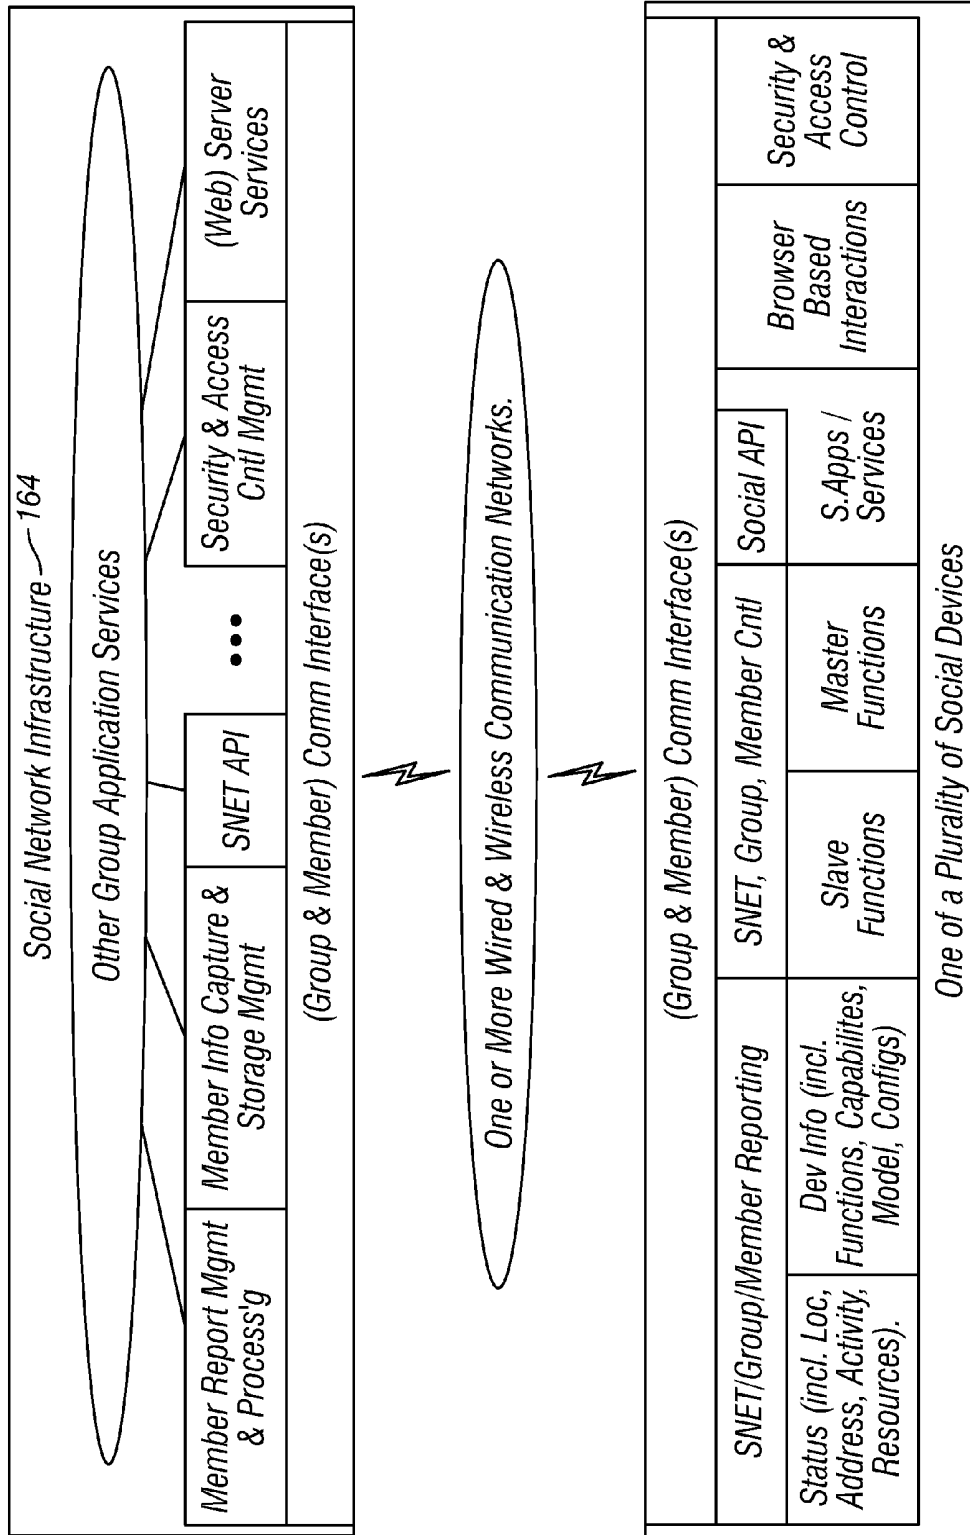 Social Network Infrastructure 164
Other Group Application Services
Member Report Mgmt
& Process'g
Member Info Capture &
Storage Mgmt
SNET API
•••
Security & Access
Cntl Mgmt
(Web) Server
Services
(Group & Member) Comm Interface(s)
One or More Wired & Wireless Communication Networks.
(Group & Member) Comm Interface(s)
SNET/Group/Member Reporting
SNET, Group, Member Cntl
Social API
Status (incl. Loc,
Address, Activity,
Resources).
Dev Info (incl.
Functions, Capabilites,
Model, Configs)
Slave
Functions
Master
Functions
S.Apps /
Services
Browser
Based
Interactions
Security &
Access
Control
One of a Plurality of Social Devices